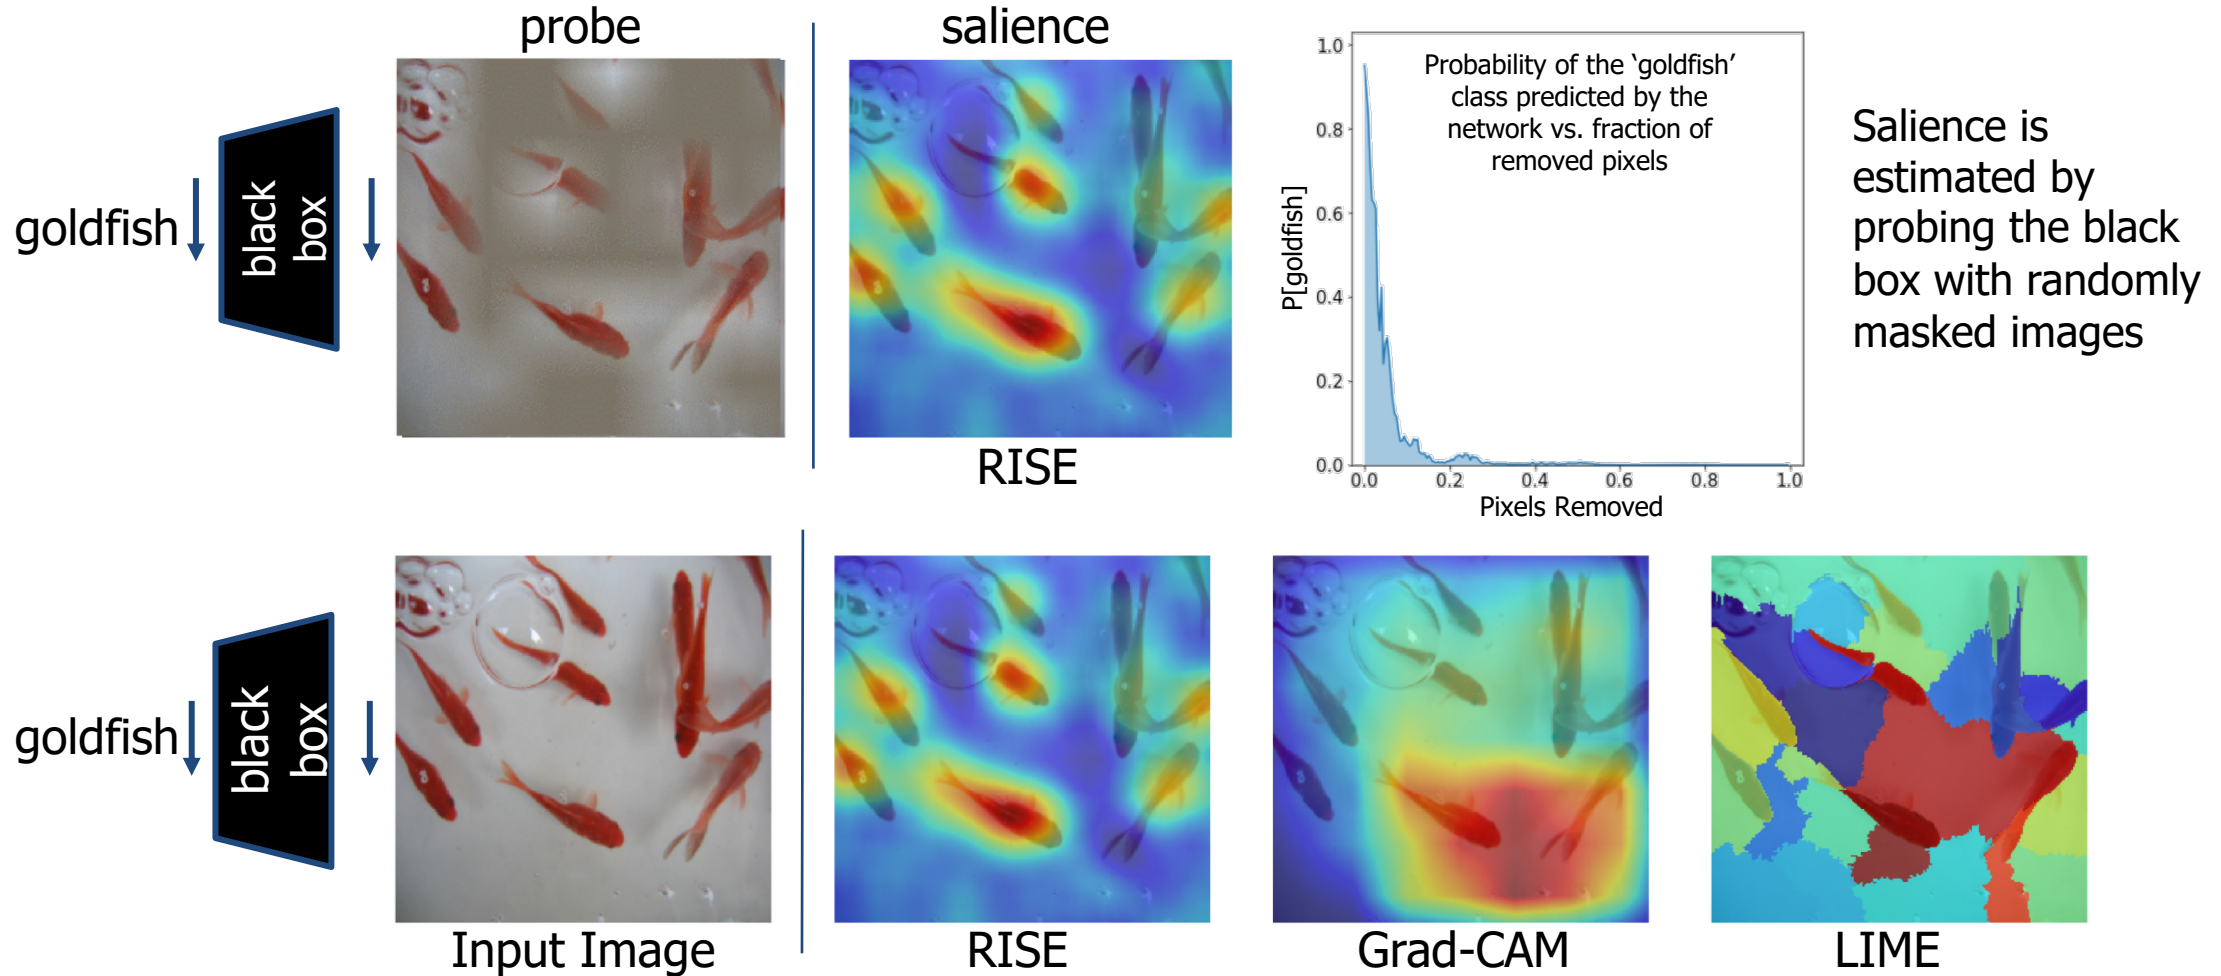 probe
salience
goldfish
black
box
RISE
1.0
0.8
0.6
0.4
0.2
0.0
P[goldfish]
Probability of the ‘goldfish’
class predicted by the
network vs. fraction of
removed pixels
0.0
0.2
0.4
0.6
0.8
1.0
Pixels Removed
Salience is
estimated by
probing the black
box with randomly
masked images
goldfish
black
box
Input Image
RISE
Grad-CAM
LIME